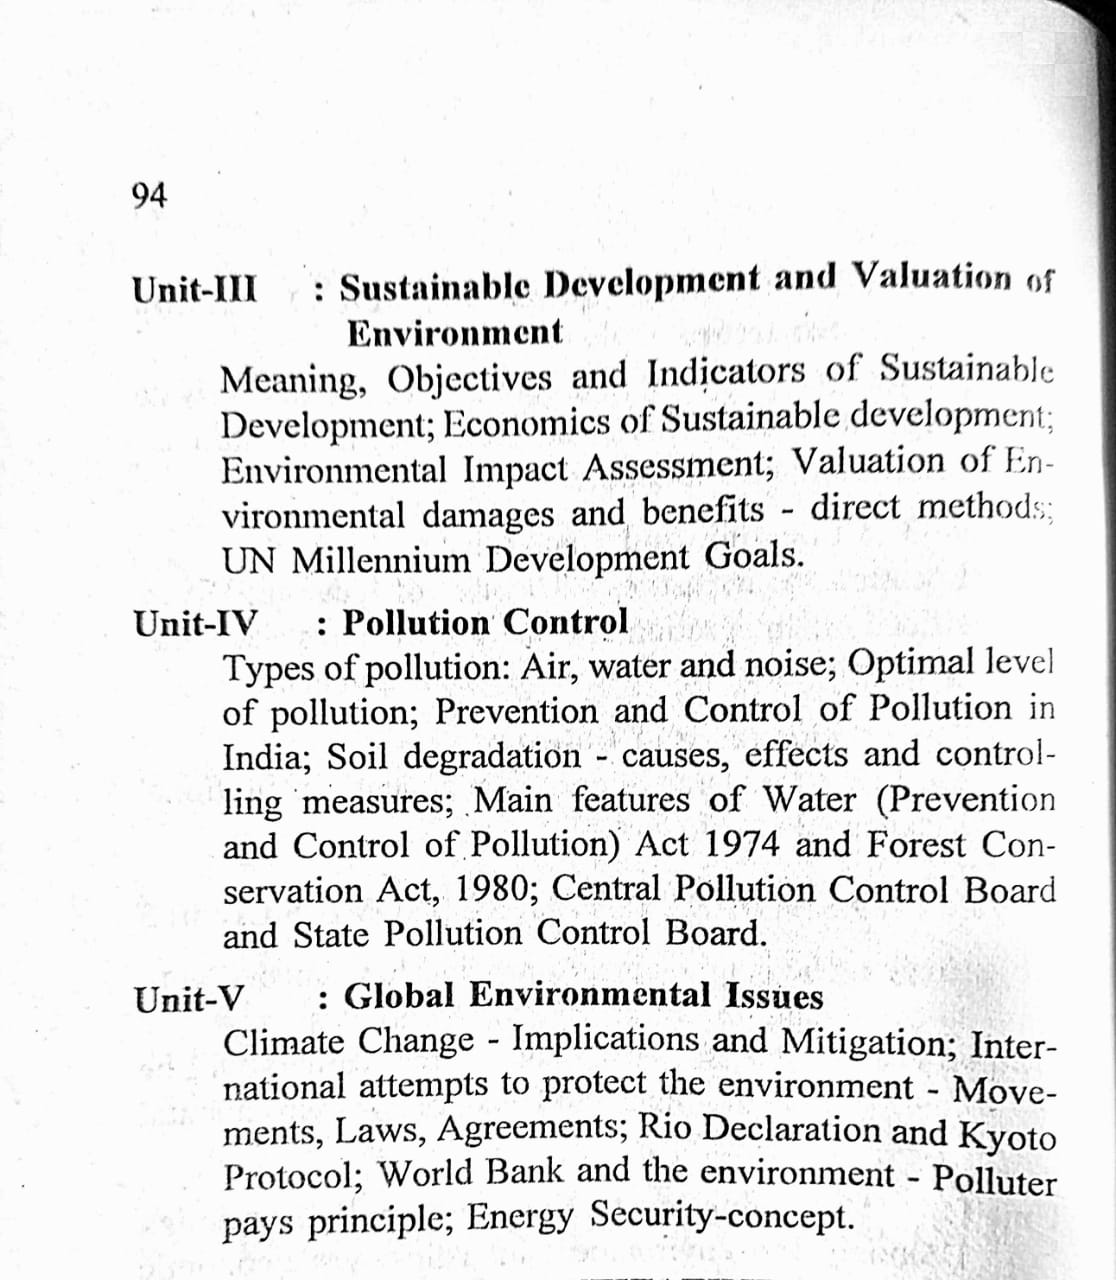 94
Unit-III : Sustainable Development and Valuation of
Environment
Meaning, Objectives and Indicators of Sustainable
Development; Economics of Sustainable development;
Environmental Impact Assessment; Valuation of En-
vironmental damages and benefits - direct methods;
UN Millennium Development Goals.
Unit-IV : Pollution Control
Types of pollution: Air, water and noise; Optimal level
of pollution; Prevention and Control of Pollution in
India; Soil degradation - causes, effects and control-
ling measures; Main features of Water (Prevention
and Control of Pollution) Act 1974 and Forest Con-
servation Act, 1980; Central Pollution Control Board
and State Pollution Control Board.
Unit-V : Global Environmental Issues
Climate Change - Implications and Mitigation; Inter-
national attempts to protect the environment - Move-
ments, Laws, Agreements; Rio Declaration and Kyoto
Protocol; World Bank and the environment - Polluter
pays principle; Energy Security-concept.